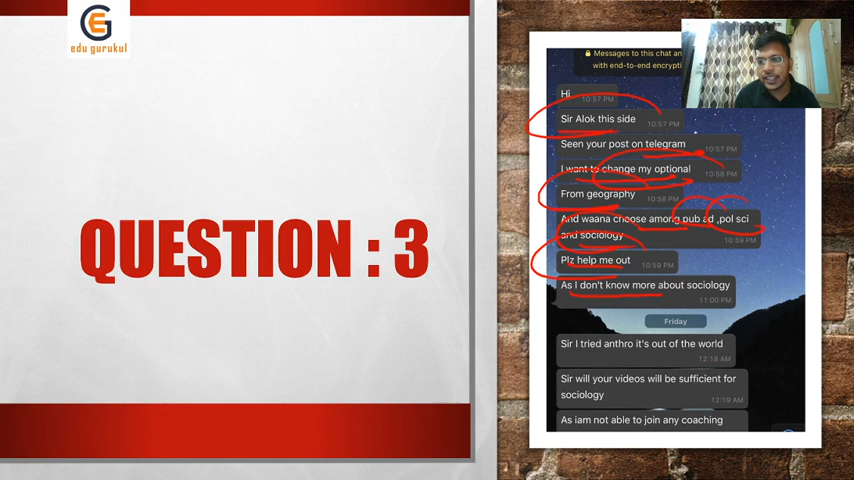 edu gurukul
QUESTION : 3
Messages to this chat an
with end-to-end encrypti
Hi
10:57 PM
Sir Alok this side
10:57 PM
Seen your post on telegram
10:57 PM
I want to change my optional
10:58 PM
From geography
10:58 PM
And waana choose among pub ad ,pol sci
and sociology
10:59 PM
Plz help me out
10:59 PM
As I don't know more about sociology
11:00 PM
Friday
Sir I tried anthro it's out of the world
12:18 AM
Sir will your videos will be sufficient for
sociology
12:19 AM
As iam not able to join any coaching